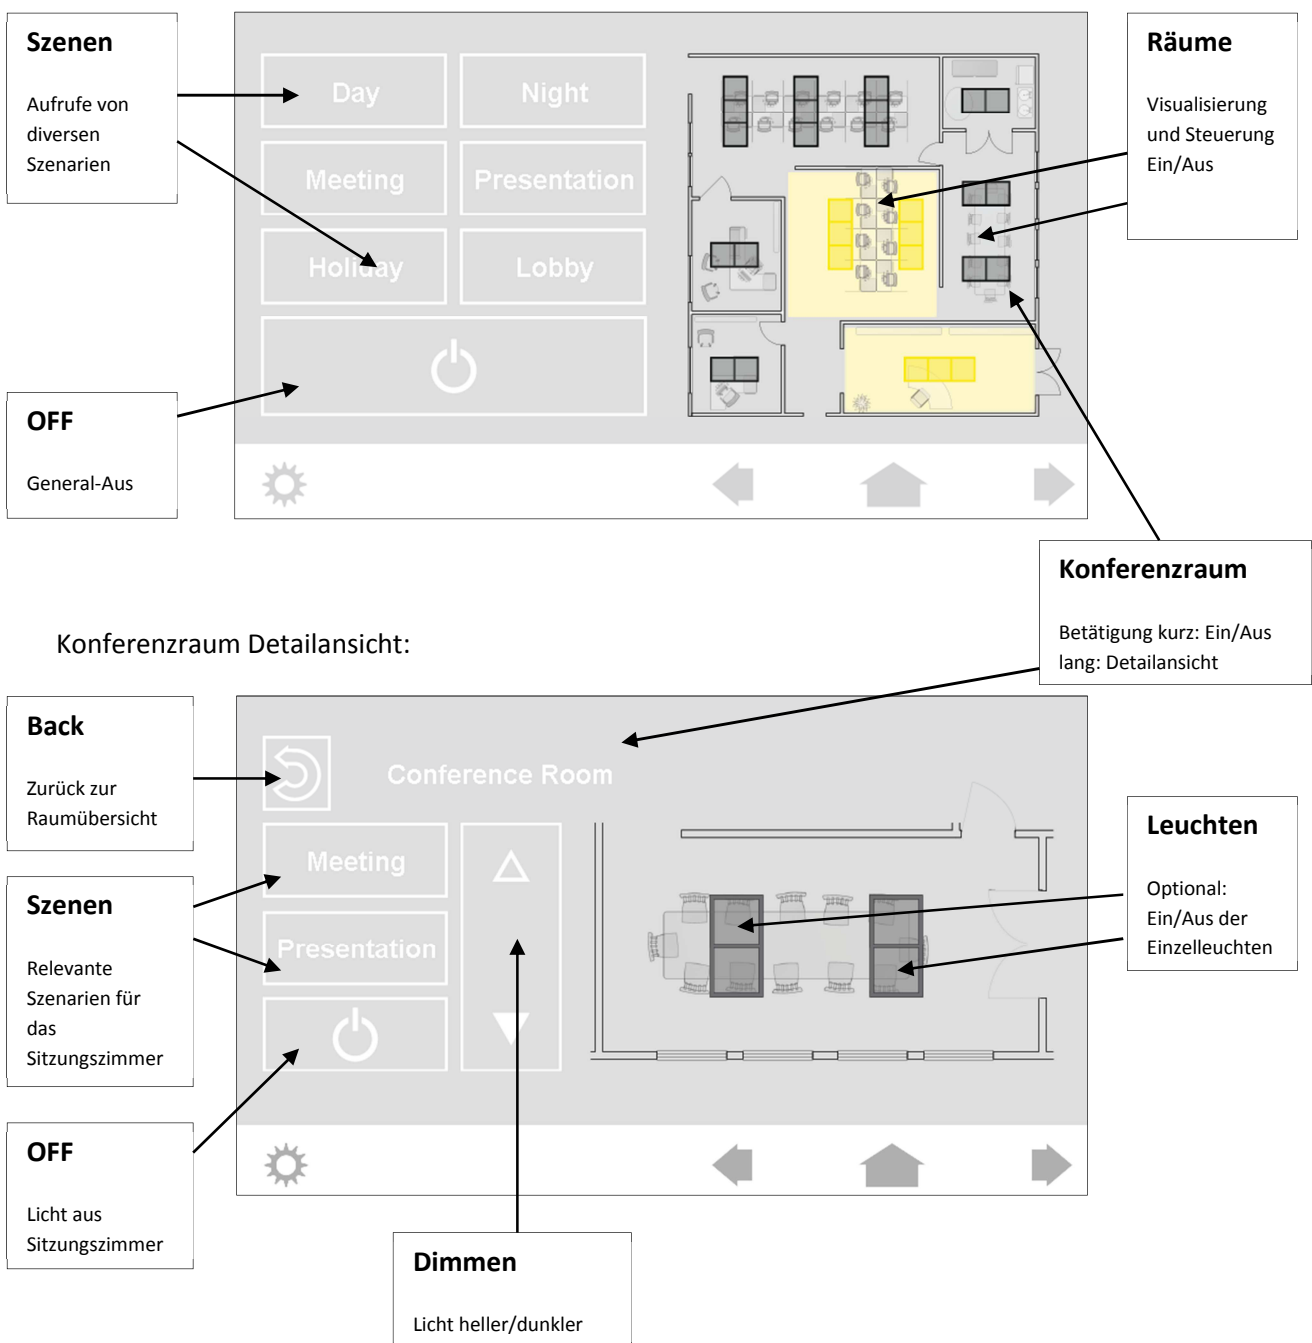 Szenen
Aufrufe von
diversen
Szenarien
OFF
General-Aus
Day
Night
Meeting
Presentation
Holiday
Lobby
Räume
Visualisierung
und Steuerung
Ein/Aus
Konferenzraum
Betätigung kurz: Ein/Aus
lang: Detailansicht
Konferenzraum Detailansicht:
Back
Zurück zur
Raumübersicht
Szenen
Relevante
Szenarien für
das
Sitzungszimmer
OFF
Licht aus
Sitzungszimmer
Conference Room
Meeting
Presentation
Leuchten
Optional:
Ein/Aus der
Einzelleuchten
Dimmen
Licht heller/dunkler